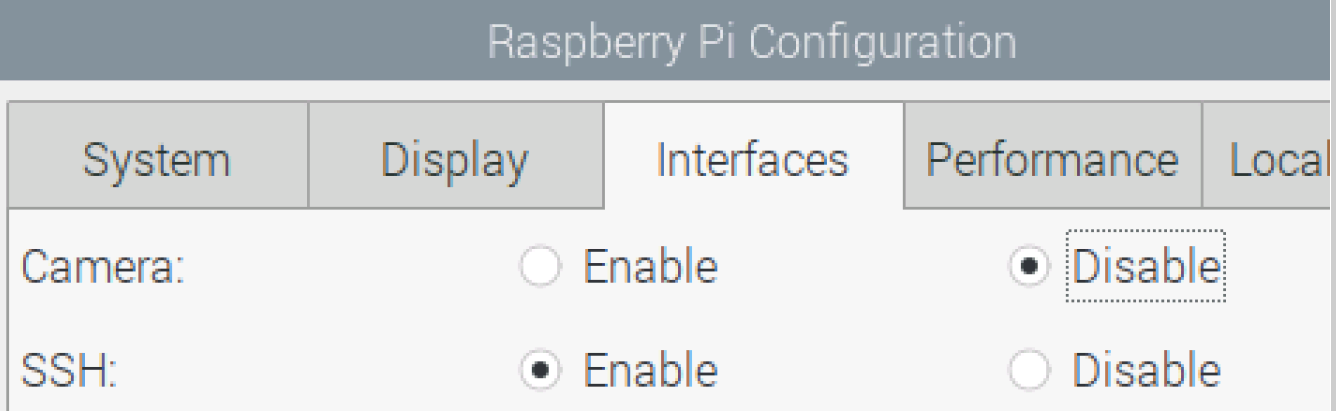 Raspberry Pi Configuration
System Display Interfaces Performance Local
Camera: Enable Disable
SSH: Enable Disable